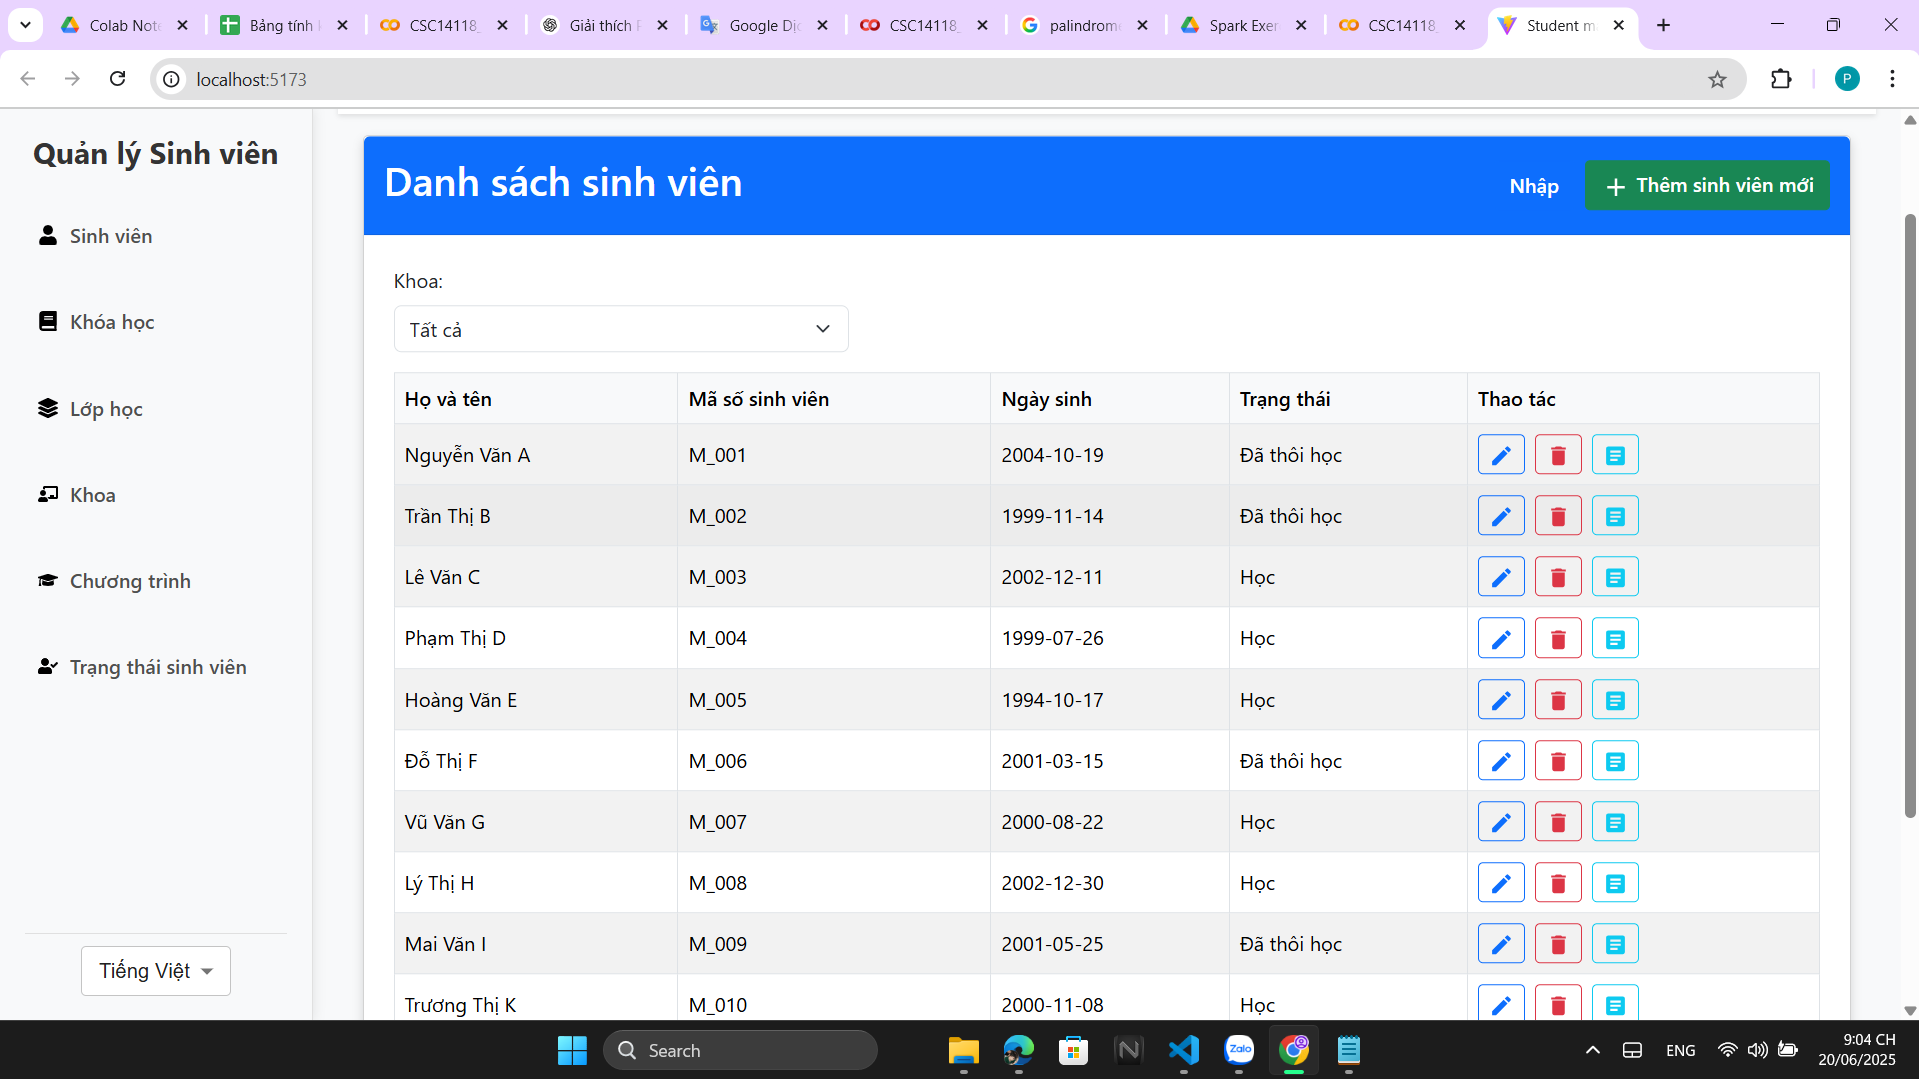 Colab Note
Bảng tính k
CSC14118_
Giải thích P
Google Dịc
CSC14118_
palindrome
Spark Exer
CSC14118_
Student ma
localhost:5173
P
Quản lý Sinh viên
Sinh viên
Khóa học
Lớp học
Khoa
Chương trình
Trạng thái sinh viên
Tiếng Việt
Danh sách sinh viên
Nhập
Thêm sinh viên mới
Khoa:
Tất cả
Họ và tên Mã số sinh viên Ngày sinh Trạng thái Thao tác
Nguyễn Văn A M_001 2004-10-19 Đã thôi học
Trần Thị B M_002 1999-11-14 Đã thôi học
Lê Văn C M_003 2002-12-11 Học
Phạm Thị D M_004 1999-07-26 Học
Hoàng Văn E M_005 1994-10-17 Học
Đỗ Thị F M_006 2001-03-15 Đã thôi học
Vũ Văn G M_007 2000-08-22 Học
Lý Thị H M_008 2002-12-30 Học
Mai Văn I M_009 2001-05-25 Đã thôi học
Trương Thị K M_010 2000-11-08 Học
Search
Zalo
ENG
9:04 CH
20/06/2025